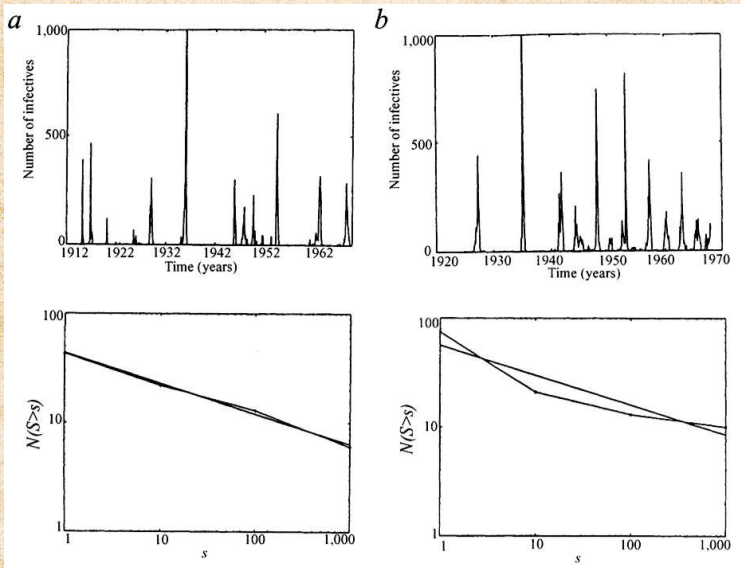 a
1,000
500
0
Number of infectives
1912 1922 1932 1942 1952 1962
Time (years)
b
1,000
500
0
Number of infectives
1920 1930 1940 1950 1960 1970
Time (years)
100
10
1
N(S>s)
1 10 100 1,000
s
100
10
1
N(S>s)
1 10 100 1,000
s